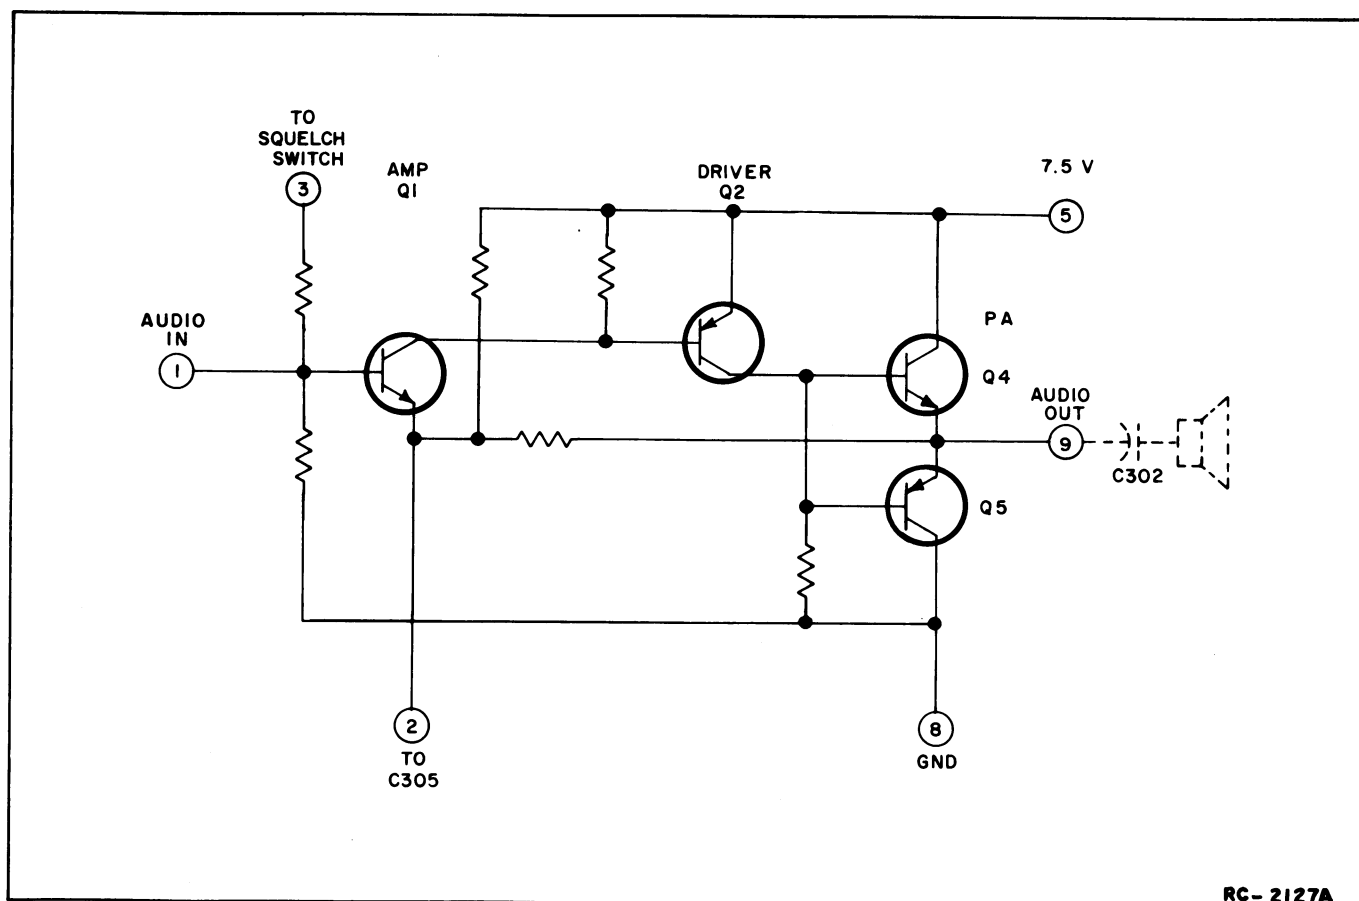 TO
SQUELCH
SWITCH
3
AMP
Q1
DRIVER
Q2
7.5 V
5
AUDIO
IN
1
PA
Q4
AUDIO
OUT
9
C302
Q5
2
TO
C305
8
GND
RC-2127A